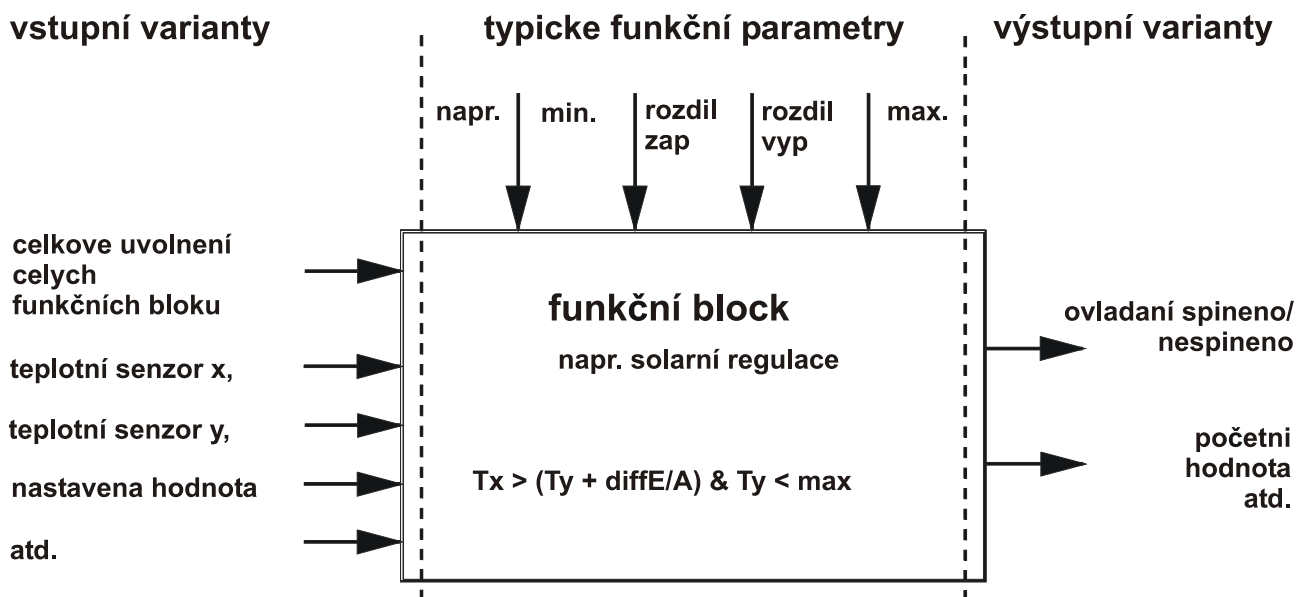 vstupní varianty
typicke funkční parametry
výstupní varianty
napr.
min.
rozdil
zap
rozdil
vyp
max.
celkove uvolnení
celych
funkčních bloku
teplotní senzor x,
teplotní senzor y,
nastavena hodnota
atd.
funkční block
napr. solarní regulace
Tx > (Ty + diffE/A) & Ty < max
ovladaní spineno/
nespineno
početni
hodnota
atd.